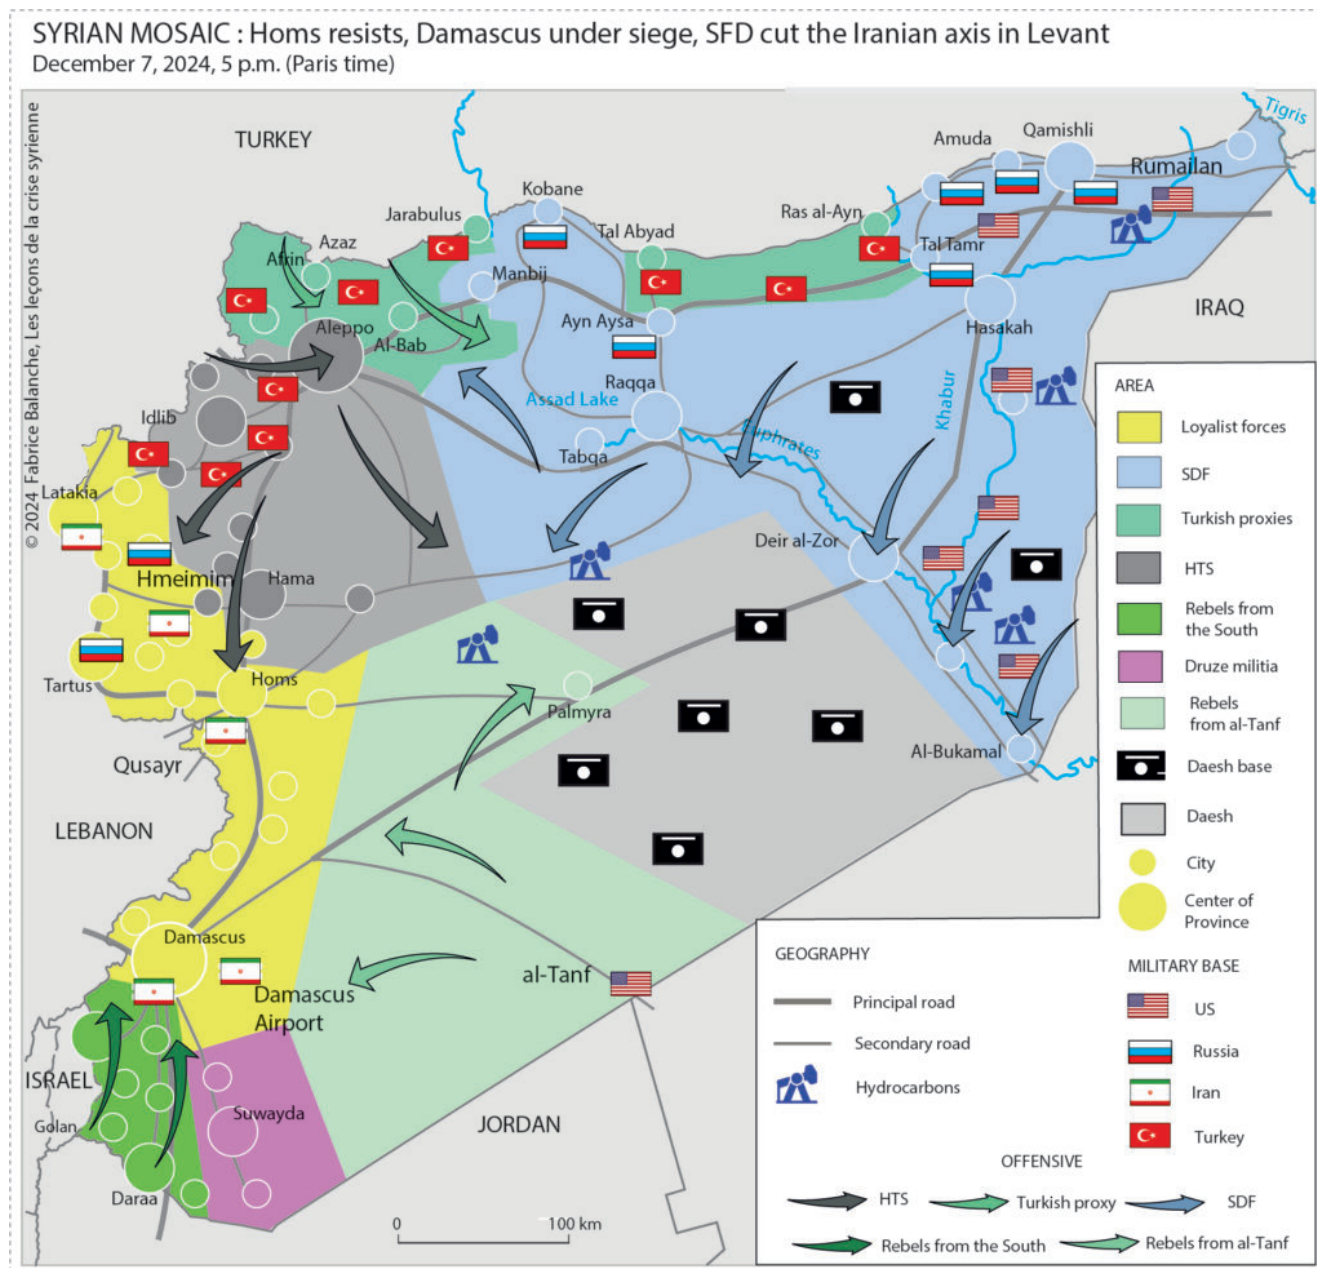 SYRIAN MOSAIC : Homs resists, Damascus under siege, SFD cut the Iranian axis in Levant
December 7, 2024, 5 p.m. (Paris time)
© 2024 Fabrice Balanche, Les leçons de la crise syrienne
TURKEY
Tigris
Amuda
Qamishli
Rumailan
Kobane
Jarabulus
Ras al-Ayn
Tal Abyad
Azaz
Afrin
Tal Tamr
Manbij
IRAQ
Aleppo
Al-Bab
Ayn Aysa
Hasakah
Raqqa
Assad Lake
Khabur
Idlib
Euphrates
Tabqa
Latakia
Deir al-Zor
Hmeimim
Hama
Homs
Tartus
Palmyra
Al-Bukamal
Qusayr
LEBANON
Damascus
al-Tanf
Damascus
Airport
ISRAEL
Golan
Suwayda
JORDAN
Daraa
0
100 km
AREA
Loyalist forces
SDF
Turkish proxies
HTS
Rebels from
the South
Druze militia
Rebels
from al-Tanf
Daesh base
Daesh
City
Center of
Province
GEOGRAPHY
Principal road
Secondary road
Hydrocarbons
MILITARY BASE
US
Russia
Iran
Turkey
OFFENSIVE
HTS
Turkish proxy
SDF
Rebels from the South
Rebels from al-Tanf